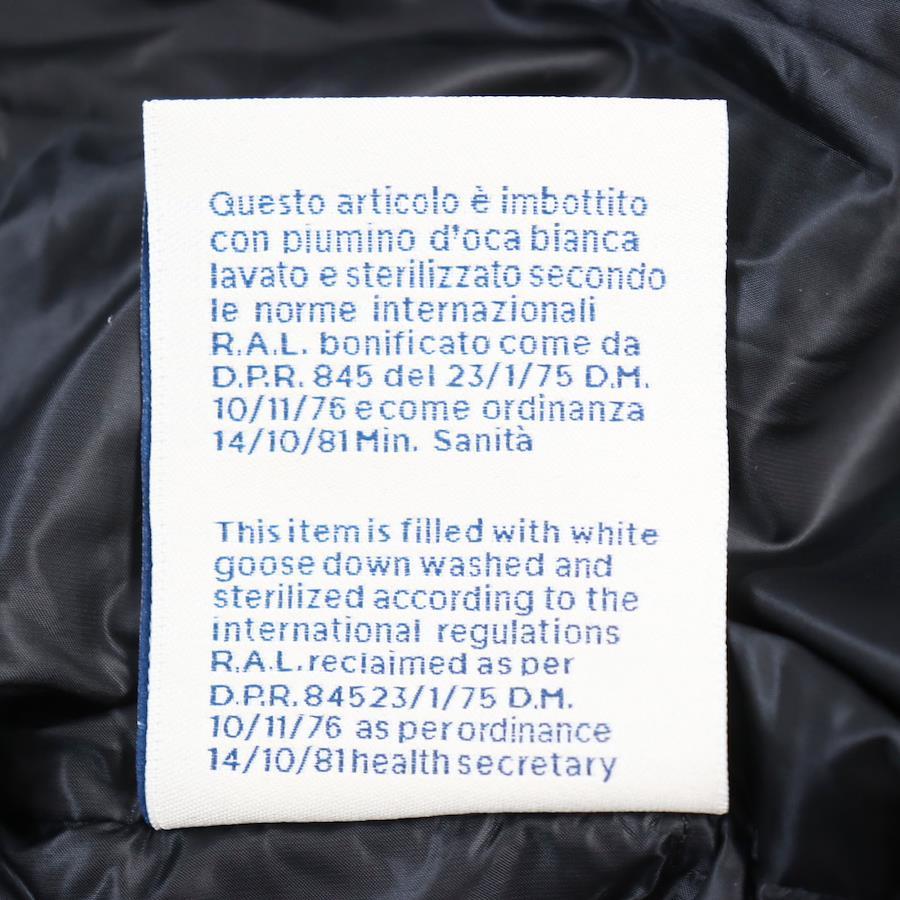 Questo articolo è imbottito
con piumino d'oca bianca
lavato e sterilizzato secondo
le norme internazionali
R.A.L. bonificato come da
D.P.R. 845 del 23/1/75 D.M.
10/11/76 e come ordinanza
14/10/81 Min. Sanità
This item is filled with white
goose down washed and
sterilized according to the
international regulations
R.A.L. reclaimed as per
D.P.R. 845 23/1/75 D.M.
10/11/76 as per ordinance
14/10/81 health secretary